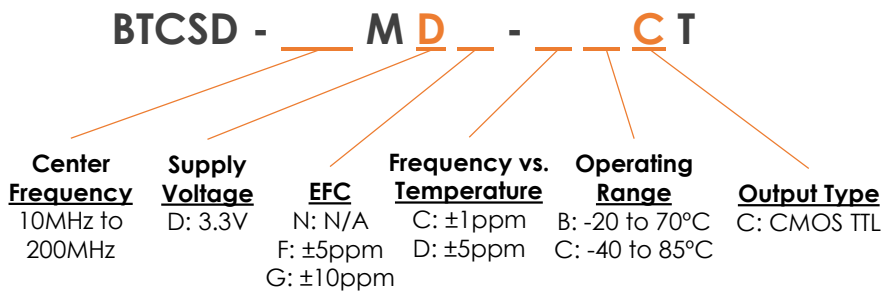 BTCSD - ___ M D _ - _ _ C T
Center Frequency
10MHz to
200MHz
Supply Voltage
D: 3.3V
EFC
N: N/A
F: ±5ppm
G: ±10ppm
Frequency vs. Temperature
C: ±1ppm
D: ±5ppm
Operating Range
B: -20 to 70°C
C: -40 to 85°C
Output Type
C: CMOS TTL